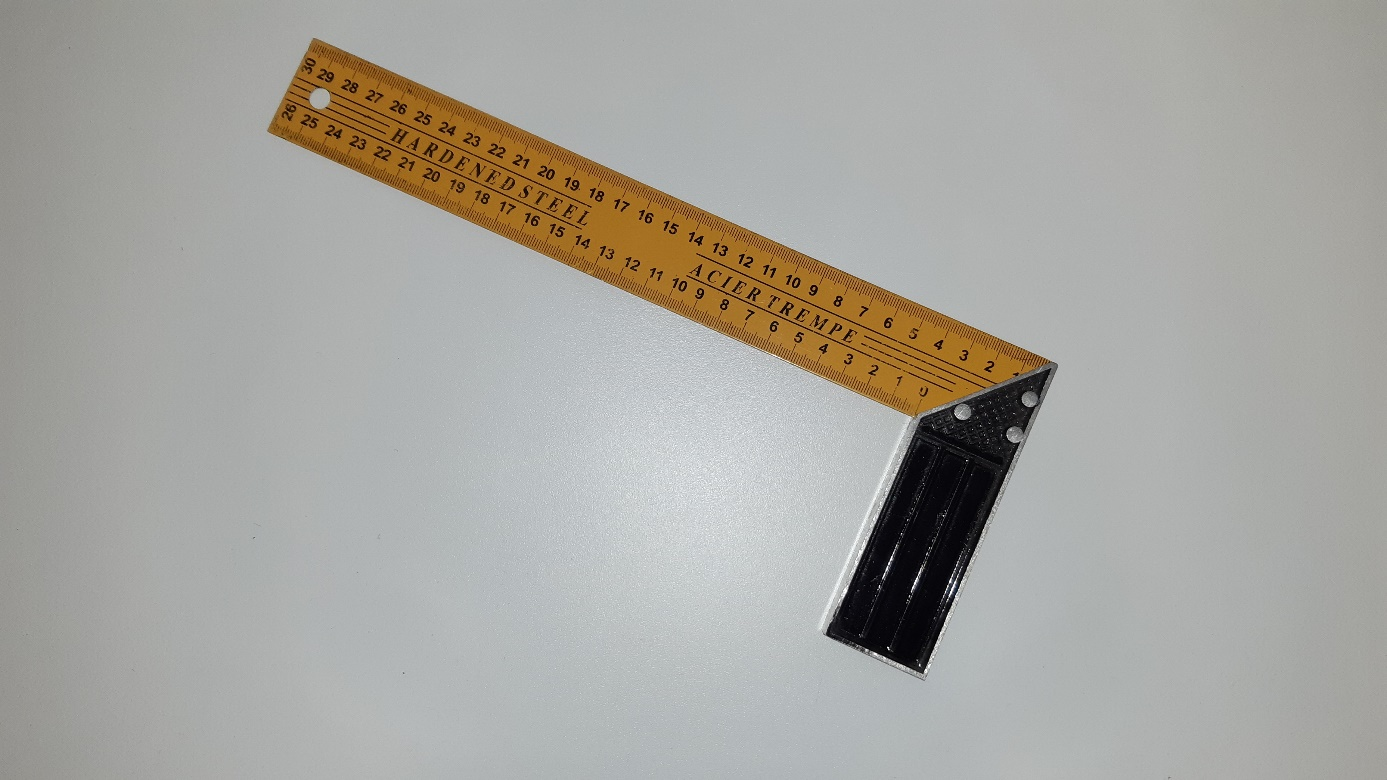 30 29 28 27 26 25 24 23 22 21 20 19 18 17 16 15 14 13 12 11 10 9 8 7 6 5 4 3 2 1
HARDENED STEEL
ACIER TREMPE
26 25 24 23 22 21 20 19 18 17 16 15 14 13 12 11 10 9 8 7 6 5 4 3 2 1 0